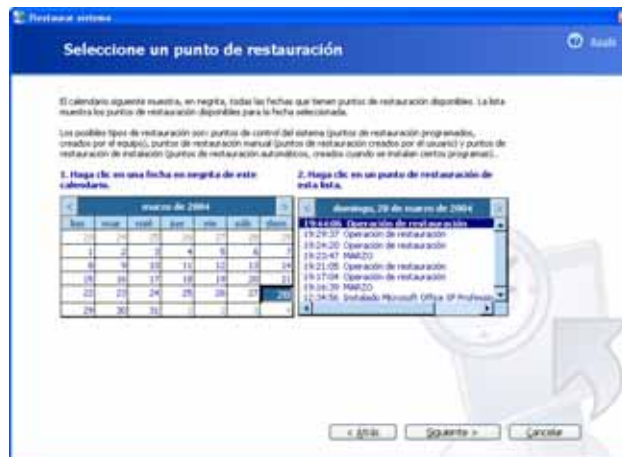 Restaurar sistema
Seleccione un punto de restauración
El calendario siguiente muestra, en negrita, todas las fechas que tienen puntos de restauración disponibles. La lista
muestra los puntos de restauración disponibles para la fecha seleccionada.
Los posibles tipos de restauración son: puntos de control del sistema (puntos de restauración programados,
creados por el equipo), puntos de restauración manual (puntos de restauración creados por el usuario) y puntos de
restauración de instalación (puntos de restauración automáticos, creados cuando se instalan ciertos programas).
1. Haga clic en una fecha en negrita de este
calendario.
2. Haga clic en un punto de restauración de
esta lista.
< marzo de 2004 >
lun mar mié jue vie sáb dom
1 2 3 4 5 6 7
8 9 10 11 12 13 14
15 16 17 18 19 20 21
22 23 24 25 26 27 28
29 30 31 1 2 3 4
< domingo, 28 de marzo de 2004 >
19:44:06 Operación de restauración
19:29:37 Operación de restauración
19:24:20 Operación de restauración
19:23:47 MARZO
19:21:05 Operación de restauración
19:17:04 Operación de restauración
19:16:39 MARZO
12:34:56 Instalado Microsoft Office XP Profession
< Atrás
Siguiente >
Cancelar